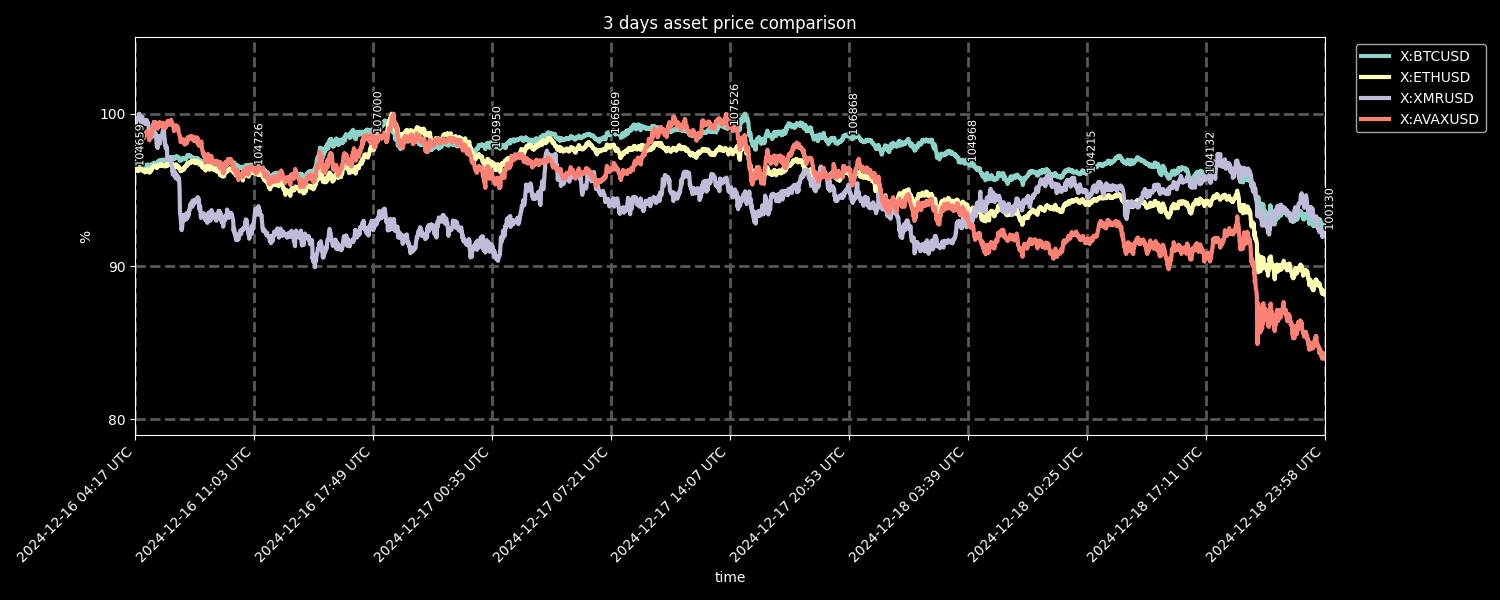 3 days asset price comparison
X:BTCUSD
X:ETHUSD
X:XMRUSD
X:AVAXUSD
100
90
80
%
104659
104726
107000
105950
106969
107526
106868
104968
104215
104132
100130
2024-12-16 04:17 UTC
2024-12-16 11:03 UTC
2024-12-16 17:49 UTC
2024-12-17 00:35 UTC
2024-12-17 07:21 UTC
2024-12-17 14:07 UTC
2024-12-17 20:53 UTC
2024-12-18 03:39 UTC
2024-12-18 10:25 UTC
2024-12-18 17:11 UTC
2024-12-18 23:58 UTC
time